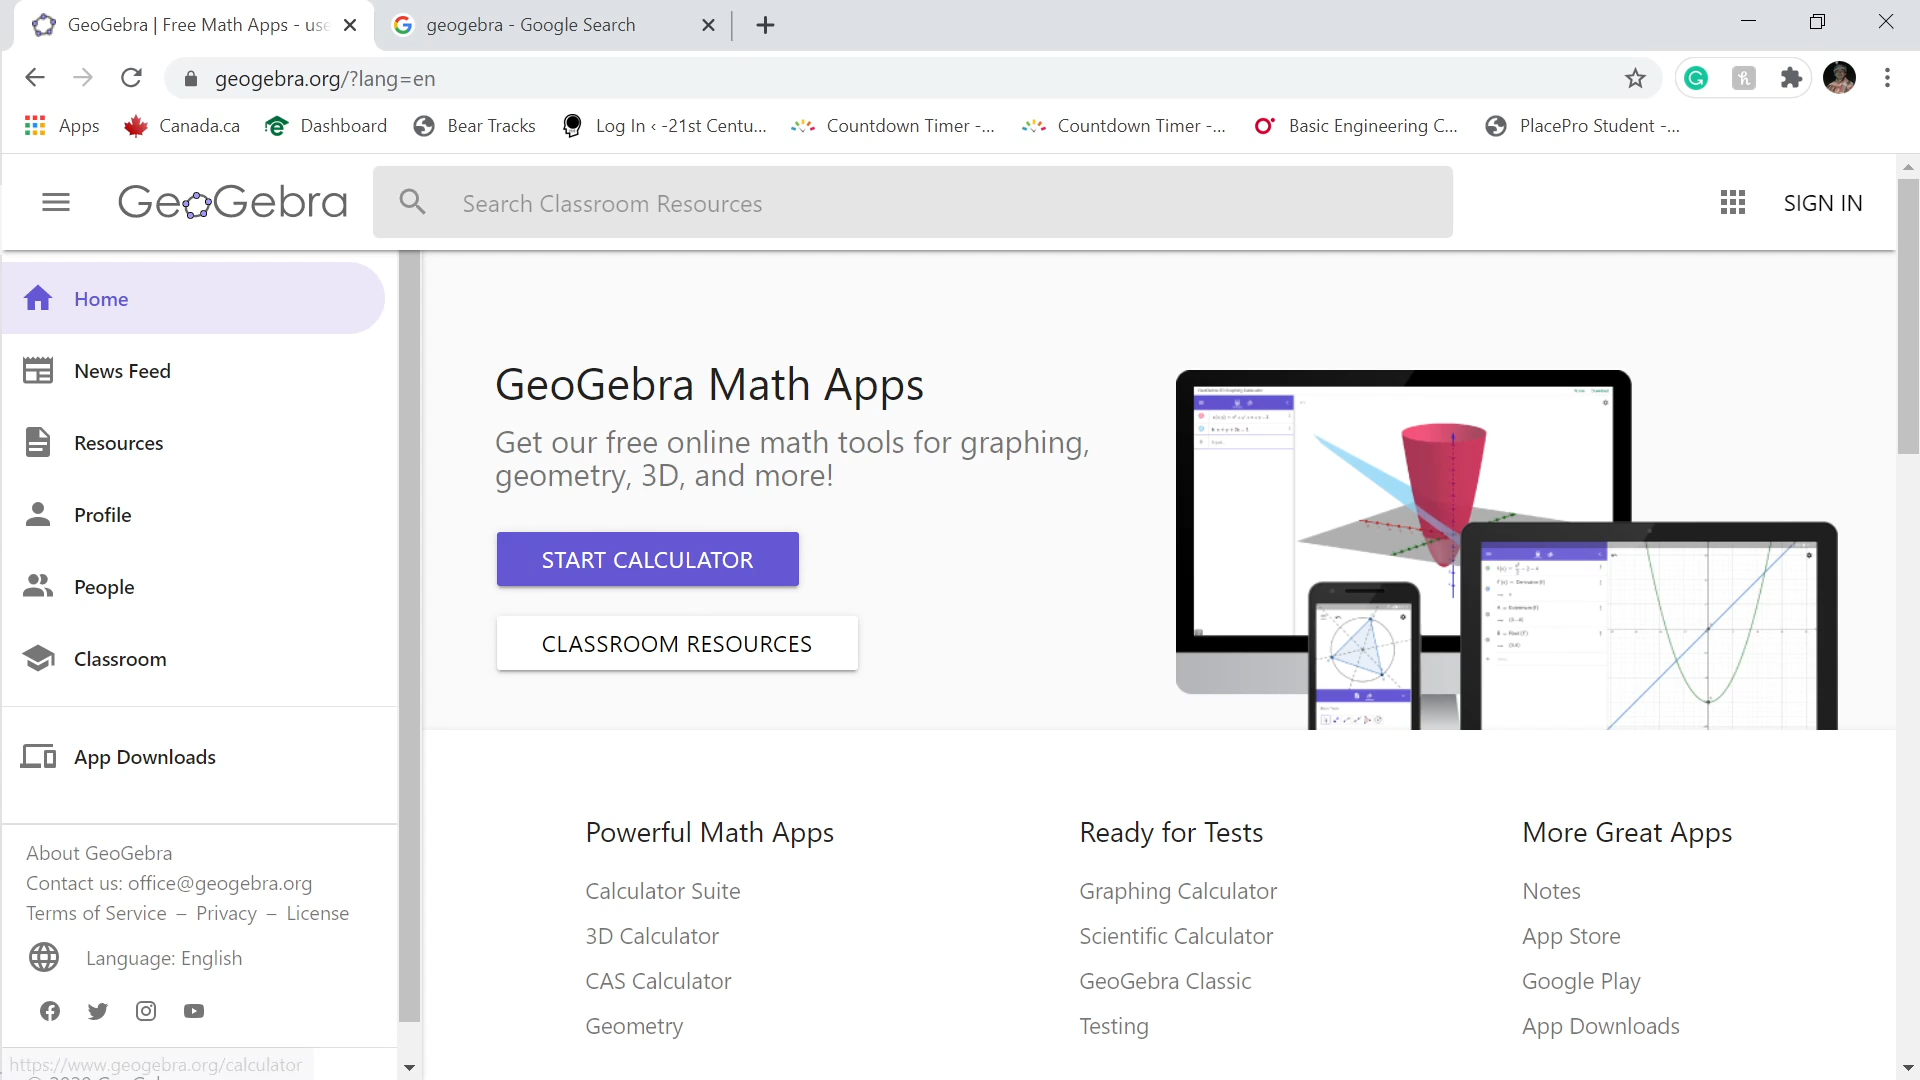 GeoGebra | Free Math Apps - use
geogebra - Google Search
geogebra.org/?lang=en
Apps
Canada.ca
Dashboard
Bear Tracks
Log In ‹ -21st Centu...
Countdown Timer -...
Countdown Timer -...
Basic Engineering C...
PlacePro Student -...
GeoGebra
Search Classroom Resources
SIGN IN
Home
News Feed
Resources
Profile
People
Classroom
App Downloads
About GeoGebra
Contact us: office@geogebra.org
Terms of Service – Privacy – License
Language: English
https://www.geogebra.org/calculator
GeoGebra Math Apps
Get our free online math tools for graphing,
geometry, 3D, and more!
START CALCULATOR
CLASSROOM RESOURCES
Powerful Math Apps
Calculator Suite
3D Calculator
CAS Calculator
Geometry
Ready for Tests
Graphing Calculator
Scientific Calculator
GeoGebra Classic
Testing
More Great Apps
Notes
App Store
Google Play
App Downloads